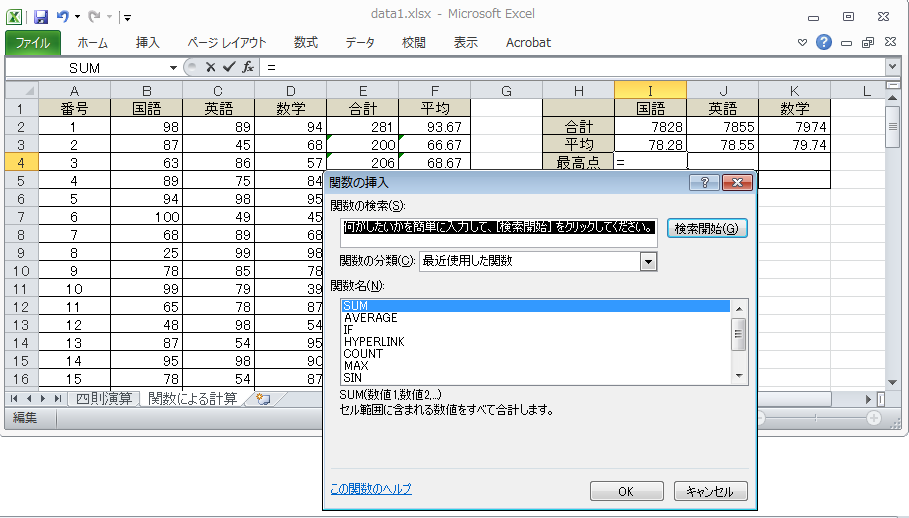 data1.xlsx - Microsoft Excel
ファイル ホーム 挿入 ページ レイアウト 数式 データ 校閲 表示 Acrobat
SUM fx =
A B C D E F G H I J K L
1 番号 国語 英語 数学 合計 平均 国語 英語 数学
2 1 98 89 94 281 93.67 合計 7828 7855 7974
3 2 87 45 68 200 66.67 平均 78.28 78.55 79.74
4 3 63 86 57 206 68.67 最高点 =
5 4 89 75 84
6 5 94 98 95
7 6 100 49 45
8 7 68 89 68
9 8 25 99 98
10 9 78 85 78
11 10 99 79 39
12 11 65 78 87
13 12 48 98 54
14 13 87 54 95
15 14 95 98 90
16 15 78 54 87
四則演算 関数による計算
編集
関数の挿入
関数の検索(S):
何がしたいかを簡単に入力して、[検索開始] をクリックしてください。 検索開始(G)
関数の分類(C): 最近使用した関数
関数名(N):
SUM
AVERAGE
IF
HYPERLINK
COUNT
MAX
SIN
SUM(数値1,数値2,...)
セル範囲に含まれる数値をすべて合計します。
この関数のヘルプ OK キャンセル